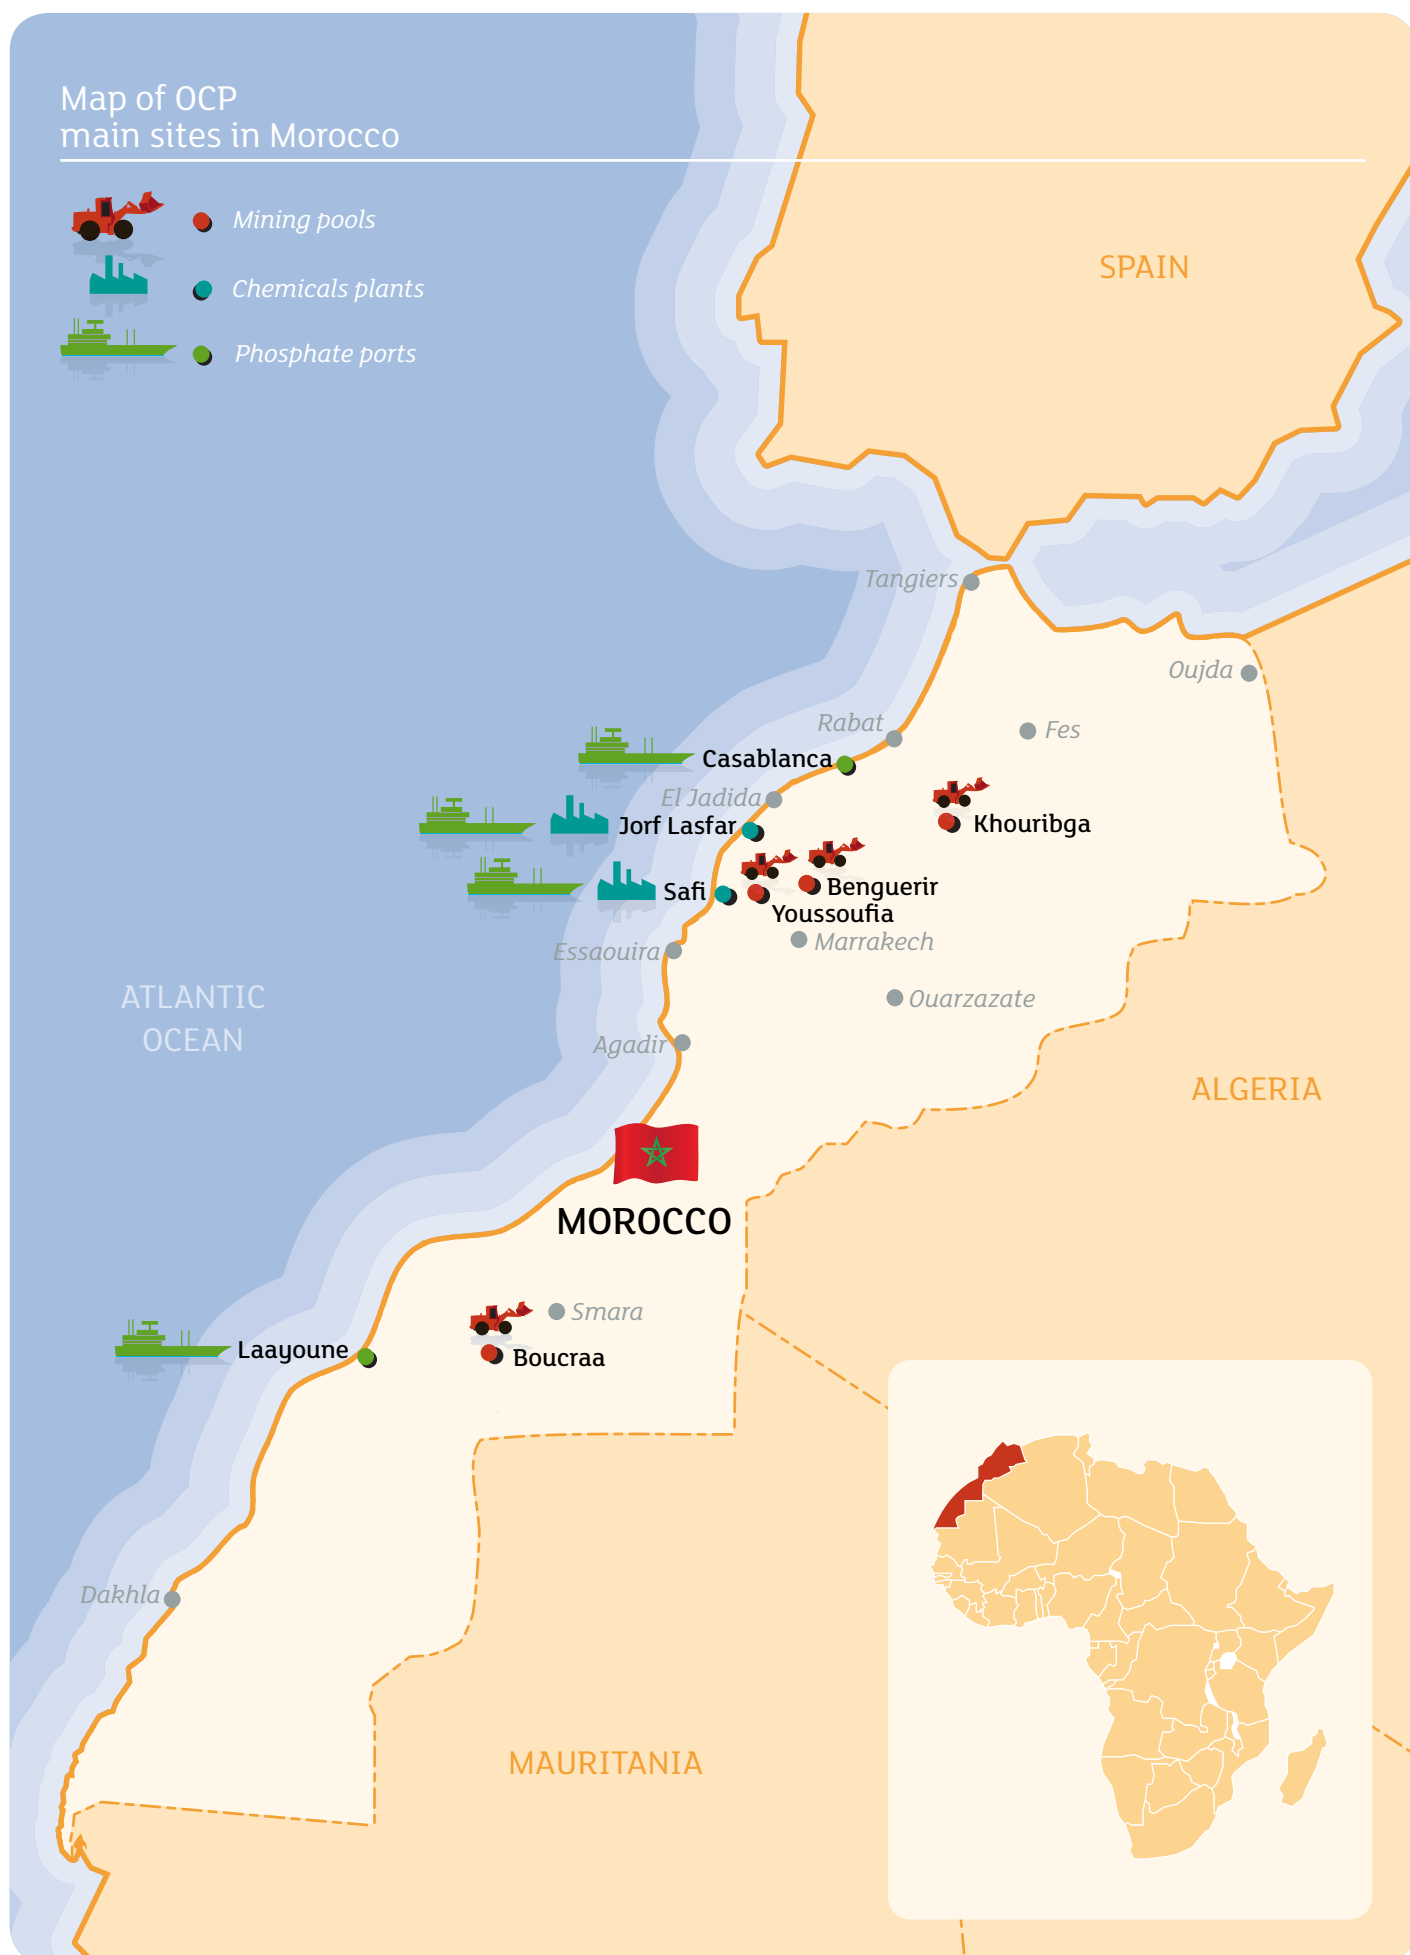 Map of OCP
main sites in Morocco
Mining pools
Chemicals plants
Phosphate ports
SPAIN
Tangiers
Oujda
Rabat
Fes
Casablanca
El Jadida
Jorf Lasfar
Khouribga
Safi
Benguerir
Youssoufia
Marrakech
Essaouira
ATLANTIC
OCEAN
Ouarzazate
Agadir
ALGERIA
MOROCCO
Smara
Laayoune
Boucraa
Dakhla
MAURITANIA